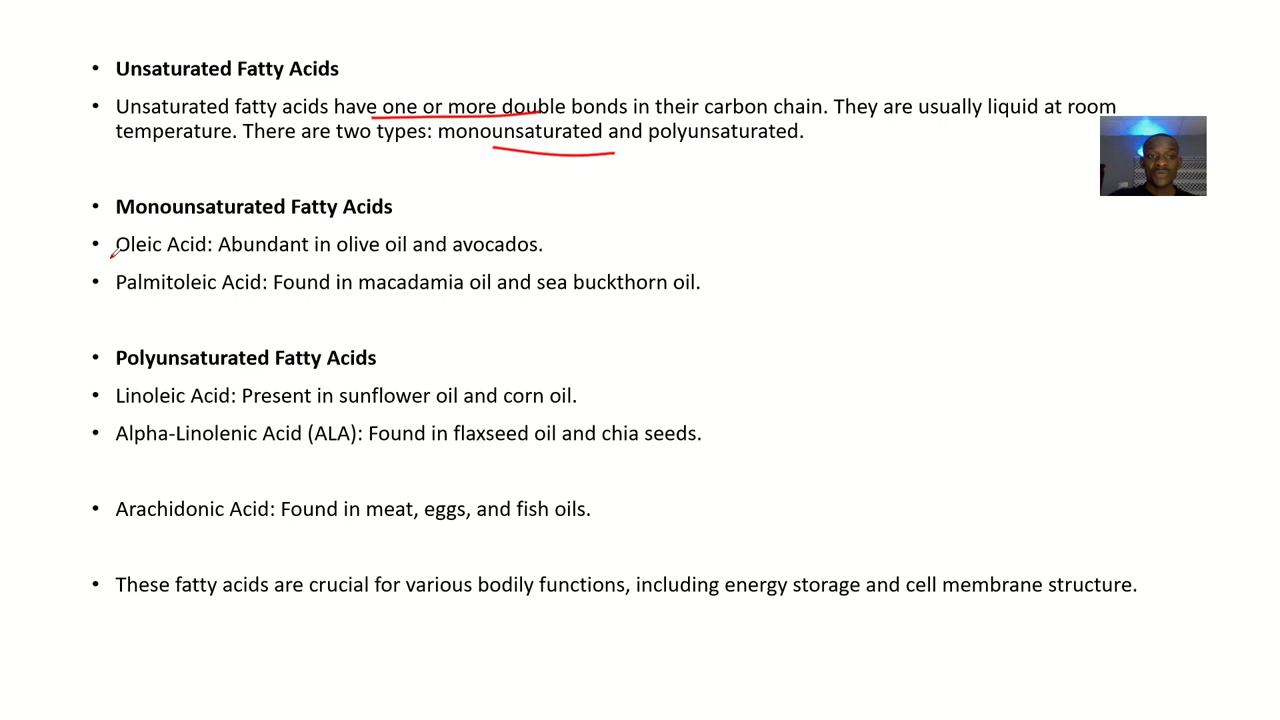 • Unsaturated Fatty Acids
• Unsaturated fatty acids have one or more double bonds in their carbon chain. They are usually liquid at room
temperature. There are two types: monounsaturated and polyunsaturated.
• Monounsaturated Fatty Acids
• Oleic Acid: Abundant in olive oil and avocados.
• Palmitoleic Acid: Found in macadamia oil and sea buckthorn oil.
• Polyunsaturated Fatty Acids
• Linoleic Acid: Present in sunflower oil and corn oil.
• Alpha-Linolenic Acid (ALA): Found in flaxseed oil and chia seeds.
• Arachidonic Acid: Found in meat, eggs, and fish oils.
• These fatty acids are crucial for various bodily functions, including energy storage and cell membrane structure.